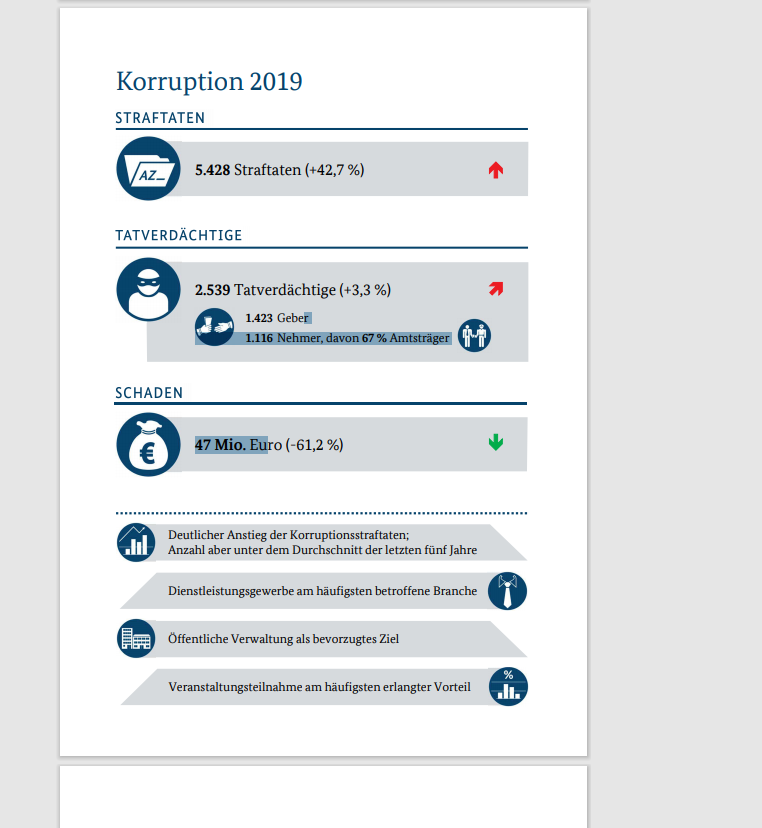 Korruption 2019
STRAFTATEN
AZ_
5.428 Straftaten (+42,7 %)
TATVERDÄCHTIGE
2.539 Tatverdächtige (+3,3 %)
1.423 Geber
1.116 Nehmer, davon 67 % Amtsträger
SCHADEN
€
47 Mio. Euro (-61,2 %)
Deutlicher Anstieg der Korruptionsstraftaten;
Anzahl aber unter dem Durchschnitt der letzten fünf Jahre
Dienstleistungsgewerbe am häufigsten betroffene Branche
Öffentliche Verwaltung als bevorzugtes Ziel
%
Veranstaltungsteilnahme am häufigsten erlangter Vorteil